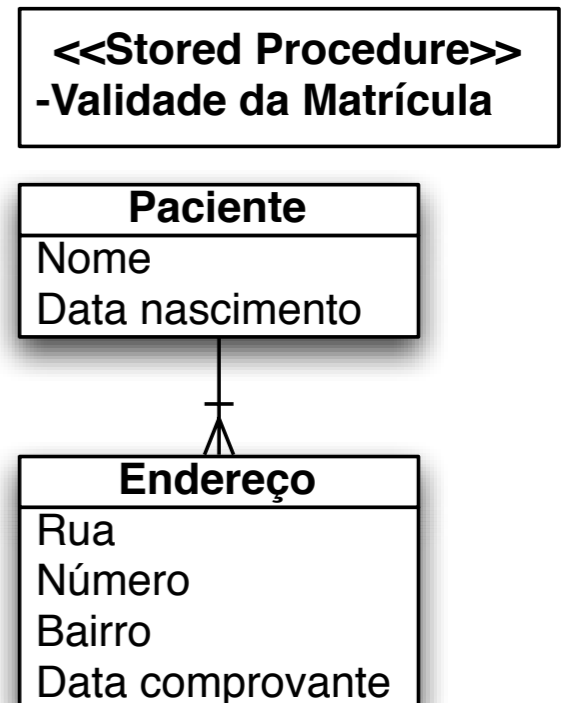 <<Stored Procedure>>
-Validade da Matrícula
Paciente
Nome
Data nascimento
Endereço
Rua
Número
Bairro
Data comprovante